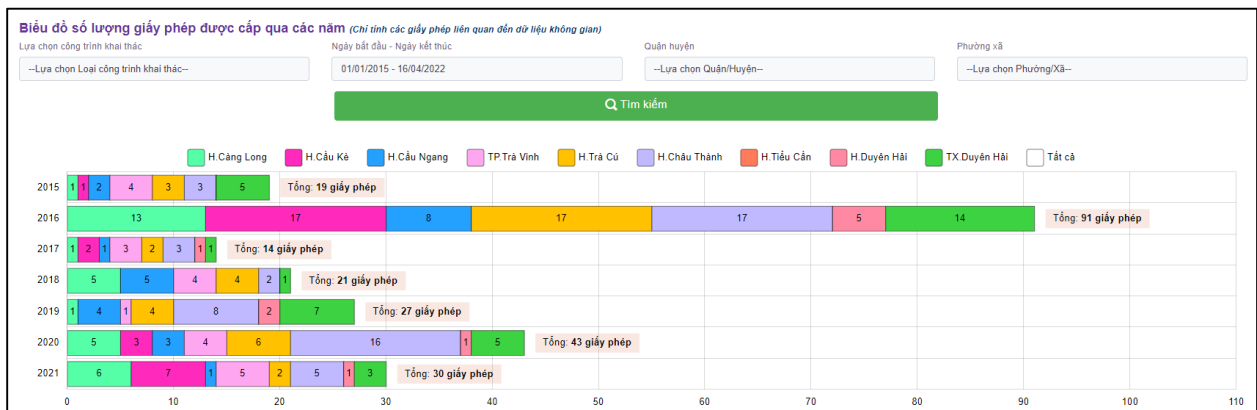 Biểu đồ số lượng giấy phép được cấp qua các năm (Chỉ tính các giấy phép liên quan đến dữ liệu không gian)
Lựa chọn công trình khai thác Ngày bắt đầu - Ngày kết thúc Quận huyện Phường xã
--Lựa chọn Loại công trình khai thác-- 01/01/2015 - 16/04/2022 --Lựa chọn Quận/Huyện-- --Lựa chọn Phường/Xã--
Tìm kiếm
H.Càng Long H.Cầu Kè H.Cầu Ngang TP.Trà Vinh H.Trà Cú H.Châu Thành H.Tiểu Cần H.Duyên Hải TX.Duyên Hải Tất cả
2015 1 1 2 4 3 3 5 Tổng: 19 giấy phép
2016 13 17 8 17 17 5 14 Tổng: 91 giấy phép
2017 1 2 1 3 2 3 1 1 Tổng: 14 giấy phép
2018 5 5 4 4 2 1 Tổng: 21 giấy phép
2019 1 4 1 4 8 2 7 Tổng: 27 giấy phép
2020 5 3 3 4 6 16 1 5 Tổng: 43 giấy phép
2021 6 7 1 5 2 5 1 3 Tổng: 30 giấy phép
0 10 20 30 40 50 60 70 80 90 100 110